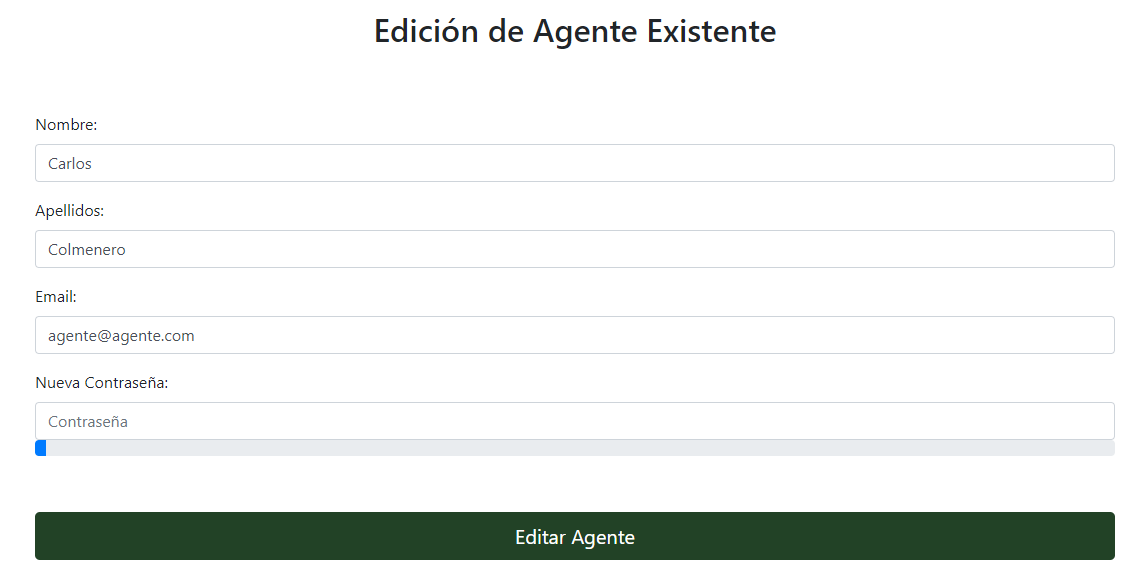 Edición de Agente Existente
Nombre:
Carlos
Apellidos:
Colmenero
Email:
agente@agente.com
Nueva Contraseña:
Contraseña
Editar Agente